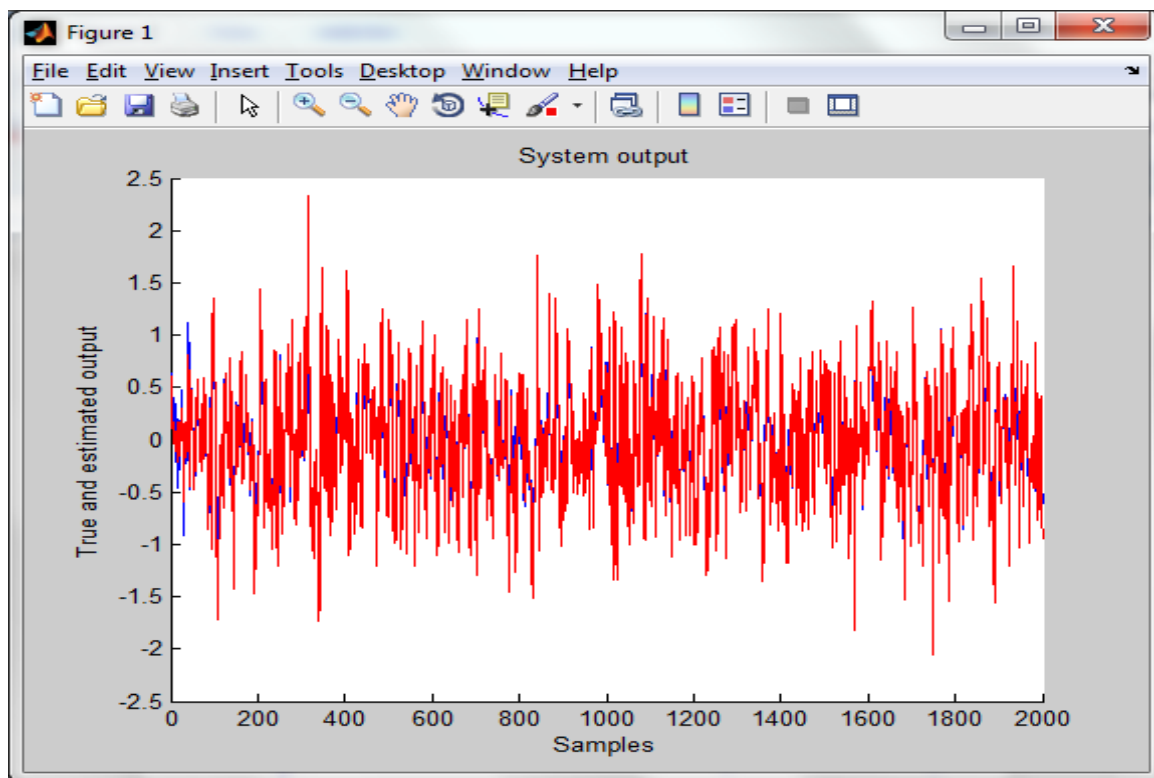 Figure 1
File Edit View Insert Tools Desktop Window Help
System output
2.5
2
1.5
1
0.5
0
-0.5
-1
-1.5
-2
-2.5
True and estimated output
0 200 400 600 800 1000 1200 1400 1600 1800 2000
Samples